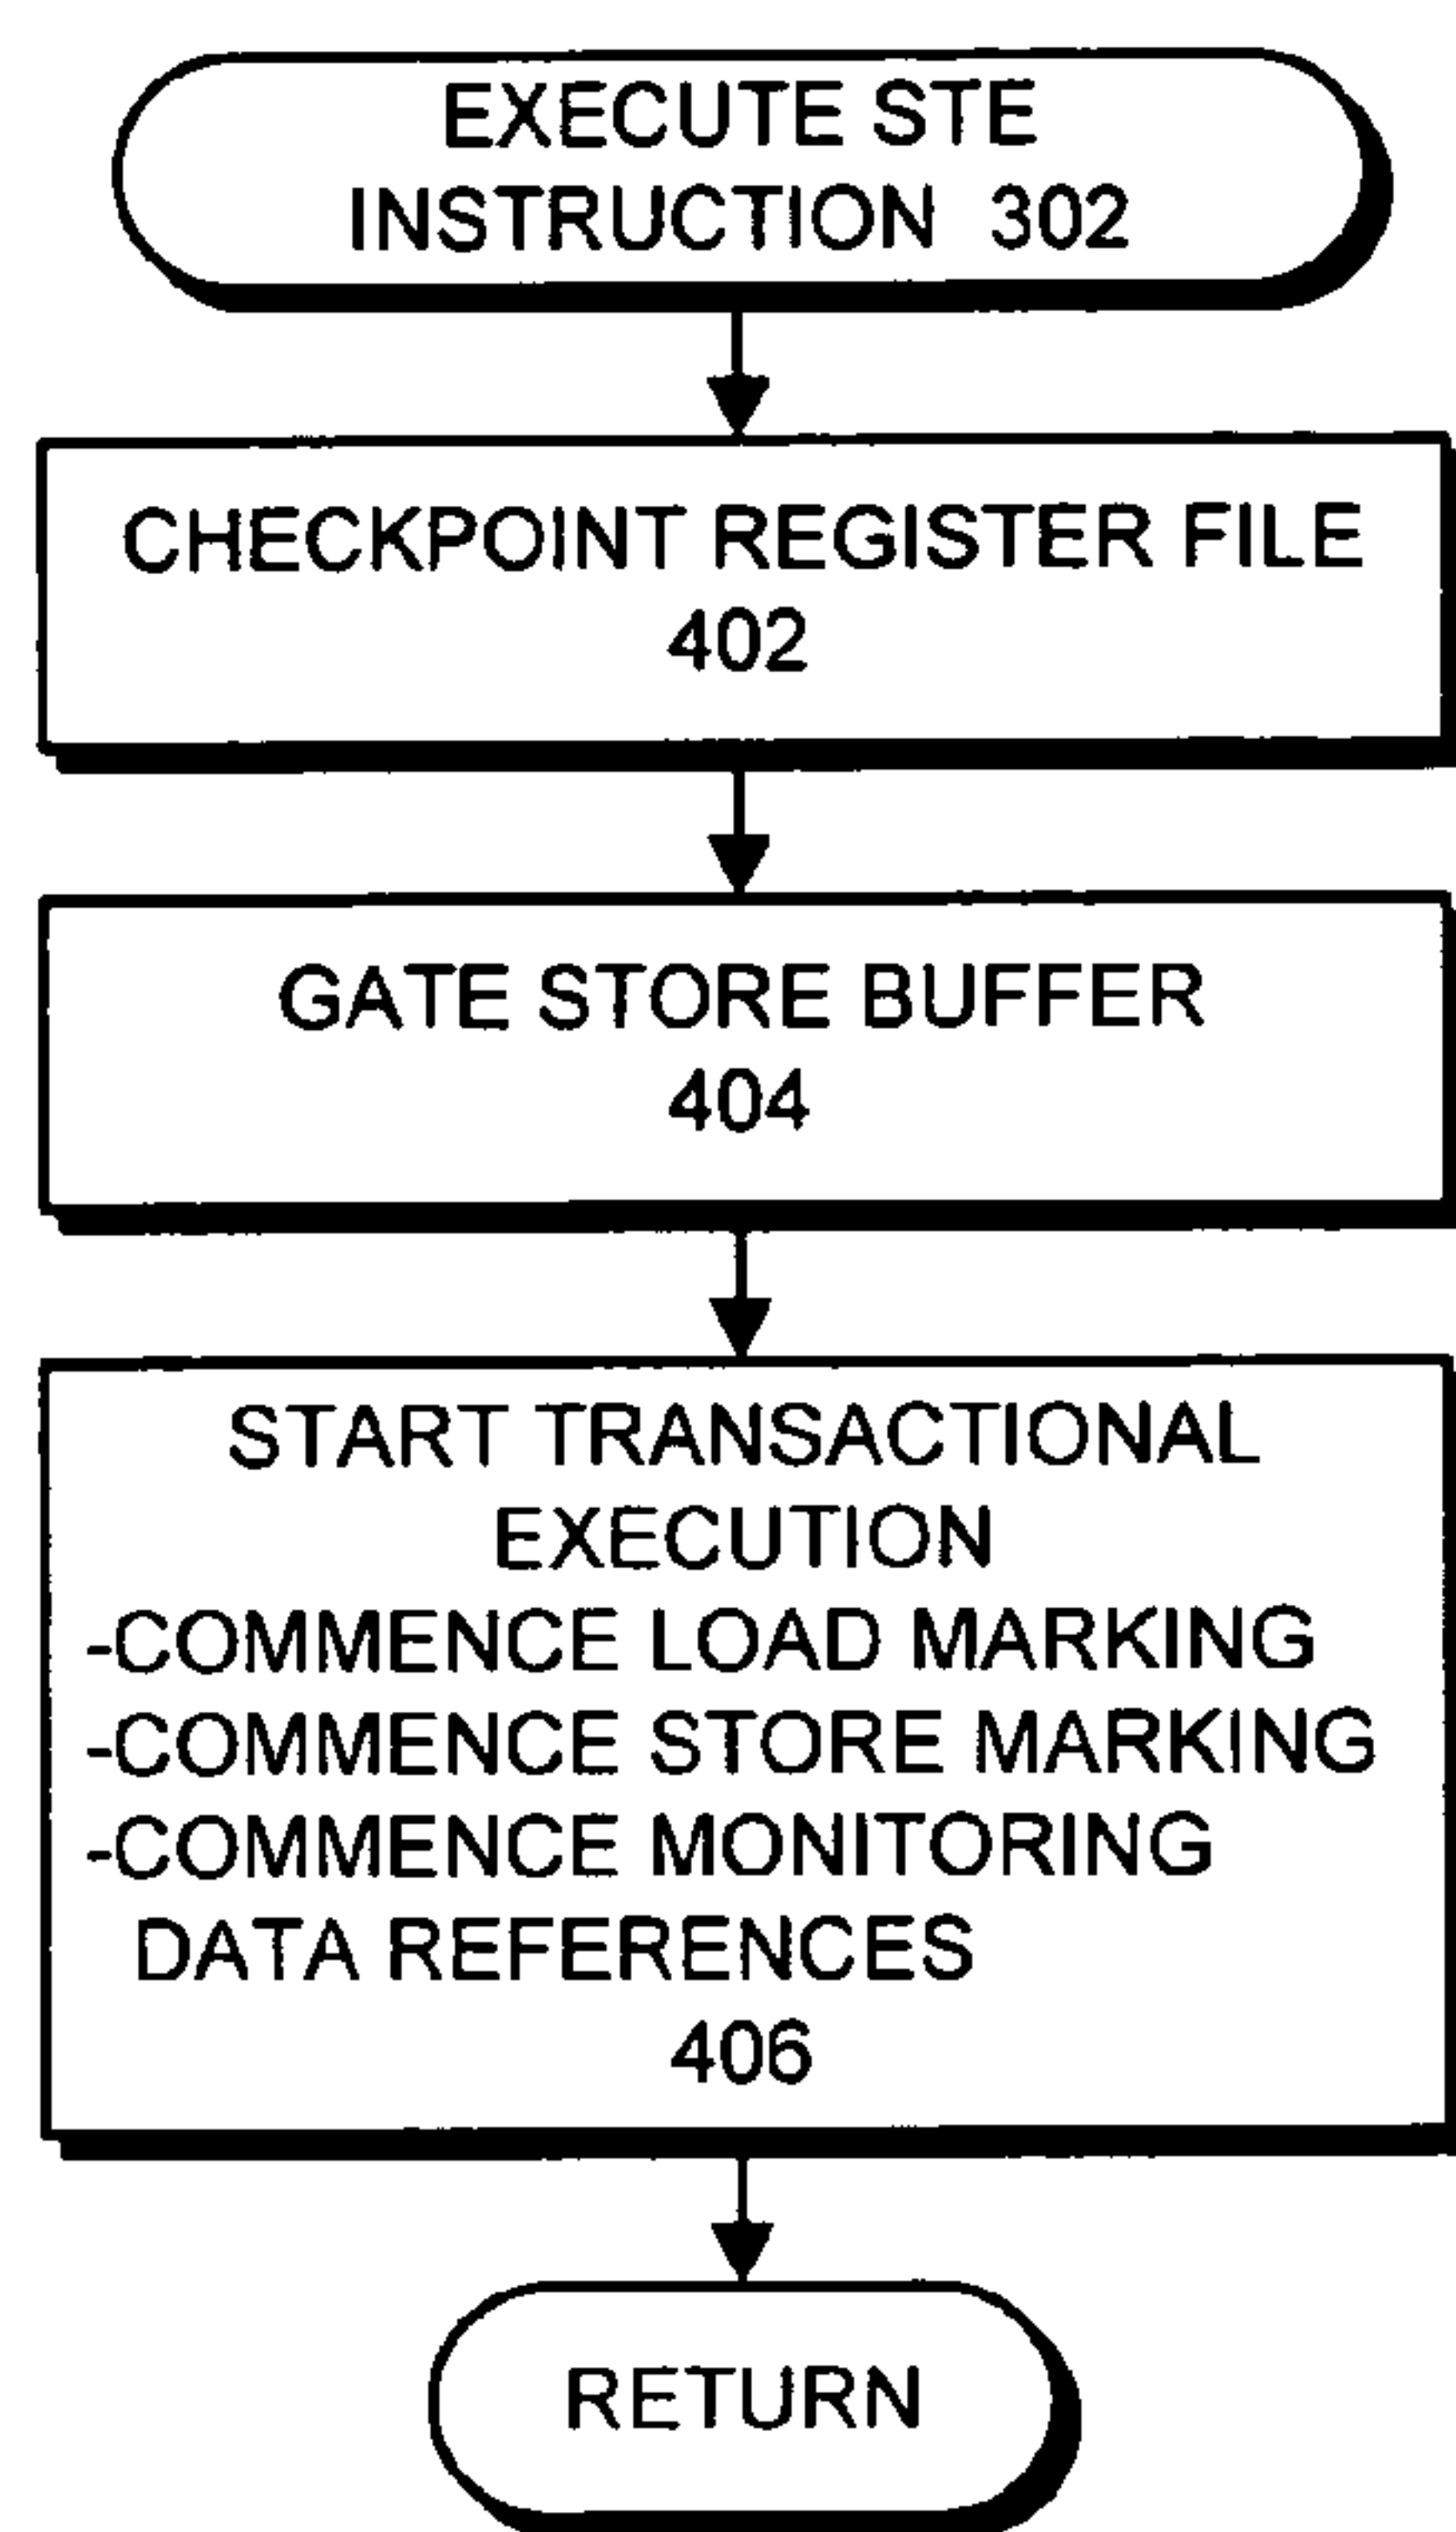 EXECUTE STE
INSTRUCTION 302
CHECKPOINT REGISTER FILE
402
GATE STORE BUFFER
404
START TRANSACTIONAL
EXECUTION
-COMMENCE LOAD MARKING
-COMMENCE STORE MARKING
-COMMENCE MONITORING
DATA REFERENCES
406
RETURN